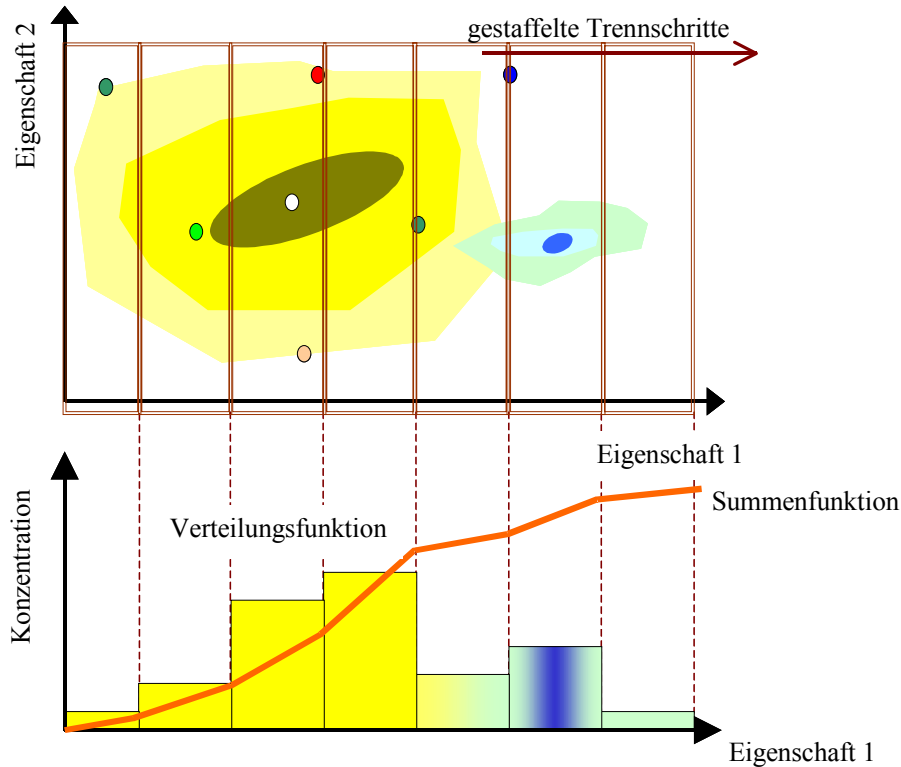 gestaffelte Trennschritte
Eigenschaft 2
Eigenschaft 1
Konzentration
Verteilungsfunktion
Summenfunktion
Eigenschaft 1